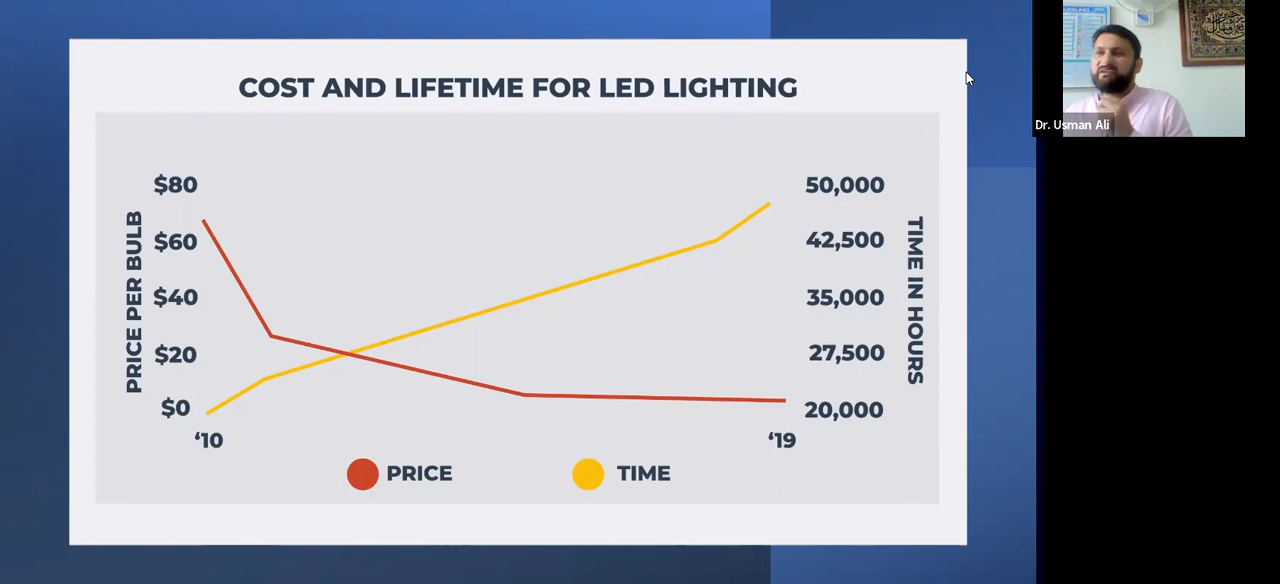 COST AND LIFETIME FOR LED LIGHTING
PRICE PER BULB
$80
$60
$40
$20
$0
50,000
42,500
35,000
27,500
20,000
TIME IN HOURS
‘10
‘19
PRICE
TIME
Dr. Usman Ali